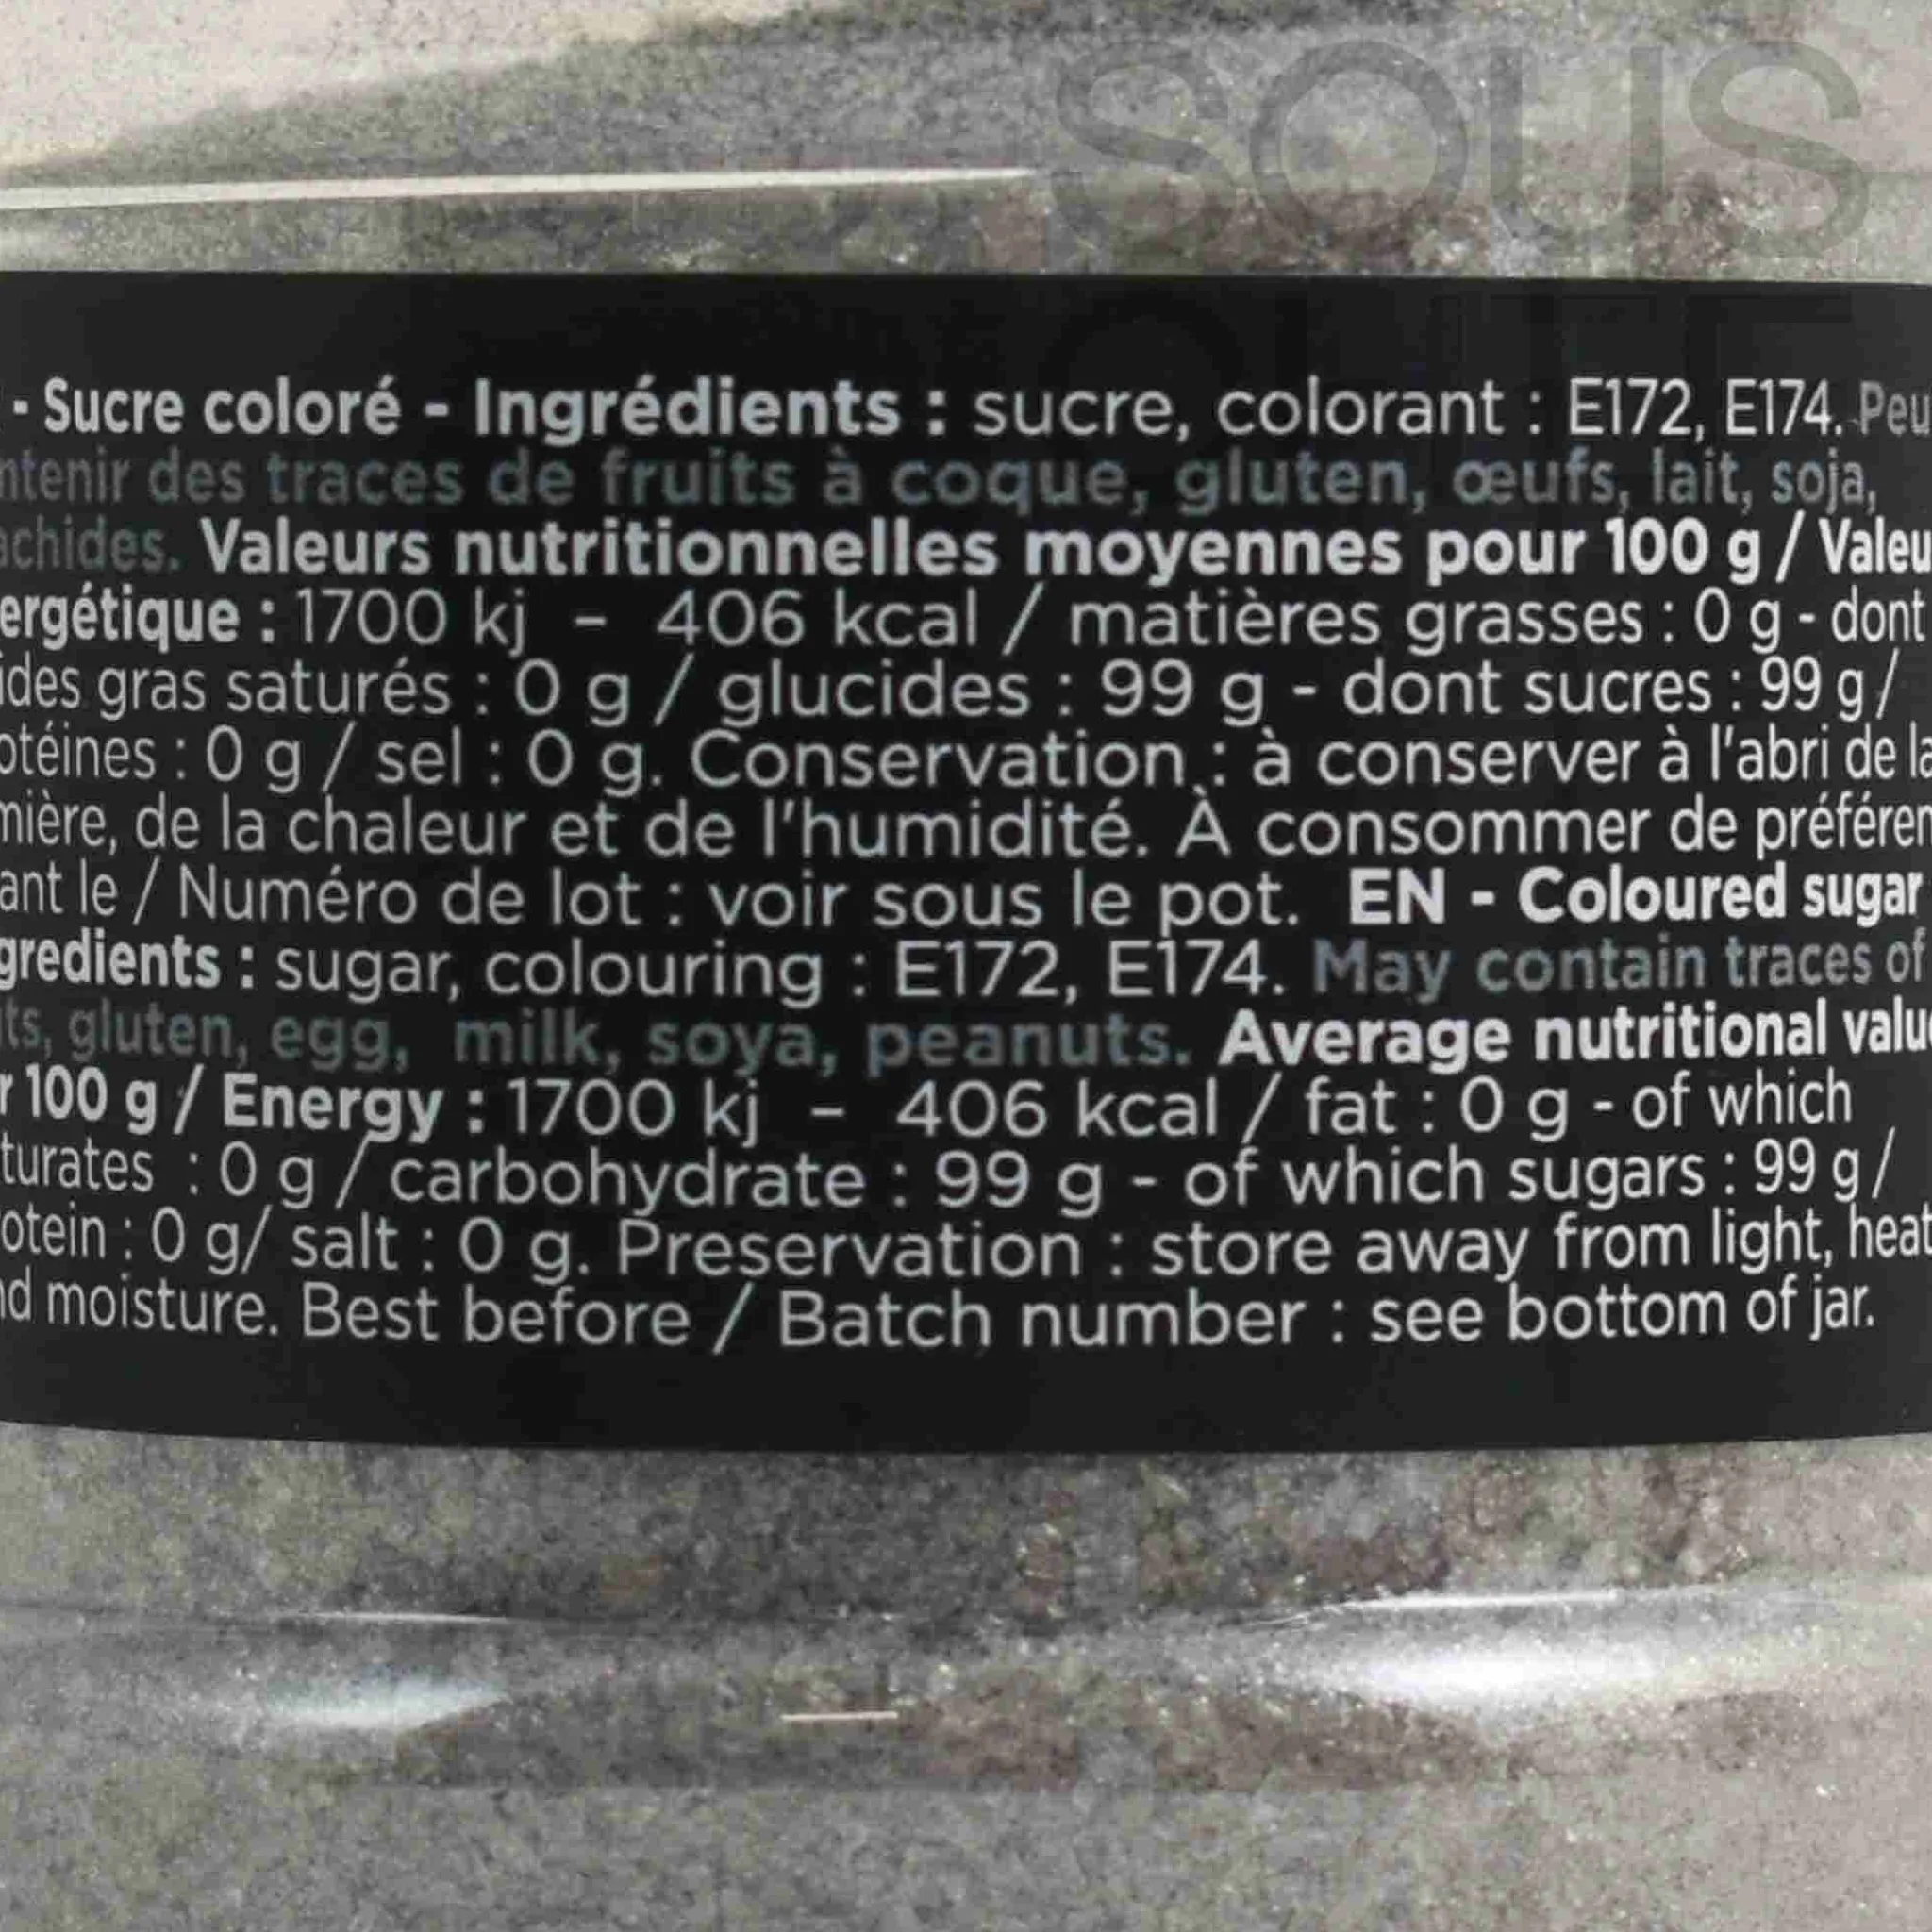 SOUS
- Sucre coloré - Ingrédients : sucre, colorant : E172, E174. Peu
ntenir des traces de fruits à coque, gluten, œufs, lait, soja,
achides. Valeurs nutritionnelles moyennes pour 100 g / Valeu
ergétique : 1700 kj – 406 kcal / matières grasses : 0 g - dont
ides gras saturés : 0 g / glucides : 99 g - dont sucres : 99 g /
otéines : 0 g / sel : 0 g. Conservation : à conserver à l'abri de la
mière, de la chaleur et de l'humidité. À consommer de préféren
ant le / Numéro de lot : voir sous le pot. EN - Coloured sugar
gredients : sugar, colouring : E172, E174. May contain traces of
ts, gluten, egg, milk, soya, peanuts. Average nutritional value
r 100 g / Energy : 1700 kj – 406 kcal / fat : 0 g - of which
turates : 0 g / carbohydrate : 99 g - of which sugars : 99 g /
otein : 0 g/ salt : 0 g. Preservation : store away from light, heat
nd moisture. Best before / Batch number : see bottom of jar.